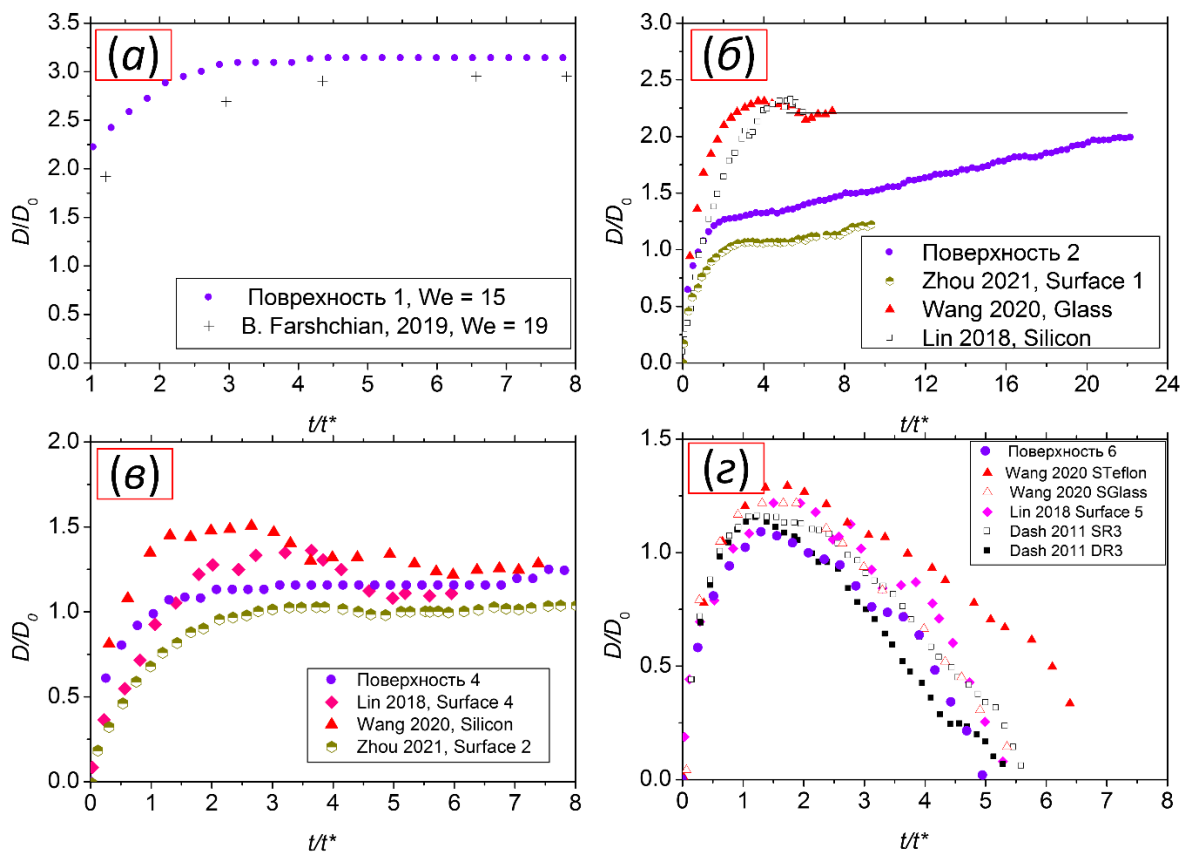 (а)
3.5
3.0
2.5
2.0
1.5
1.0
0.5
0.0
D/D0
Поврехность 1, We = 15
B. Farshchian, 2019, We = 19
1 2 3 4 5 6 7 8
t/t*
(б)
3.0
2.5
2.0
1.5
1.0
0.5
0.0
D/D0
Поверхность 2
Zhou 2021, Surface 1
Wang 2020, Glass
Lin 2018, Silicon
0 4 8 12 16 20 24
t/t*
(в)
2.0
1.5
1.0
0.5
0.0
D/D0
Поверхность 4
Lin 2018, Surface 4
Wang 2020, Silicon
Zhou 2021, Surface 2
0 1 2 3 4 5 6 7 8
t/t*
(г)
1.5
1.0
0.5
0.0
D/D0
Поверхность 6
Wang 2020 STeflon
Wang 2020 SGlass
Lin 2018 Surface 5
Dash 2011 SR3
Dash 2011 DR3
0 1 2 3 4 5 6 7 8
t/t*